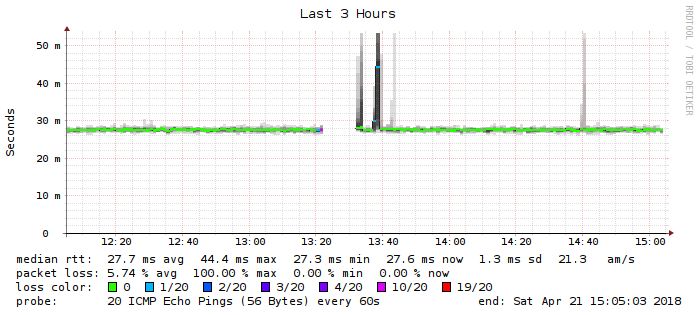 Last 3 Hours
RRDTOOL / TOBI OETIKER
Seconds
50 m
40 m
30 m
20 m
10 m
0
12:20 12:40 13:00 13:20 13:40 14:00 14:20 14:40 15:00
median rtt: 27.7 ms avg 44.4 ms max 27.3 ms min 27.6 ms now 1.3 ms sd 21.3 am/s
packet loss: 5.74 % avg 100.00 % max 0.00 % min 0.00 % now
loss color: 0 1/20 2/20 3/20 4/20 10/20 19/20
probe: 20 ICMP Echo Pings (56 Bytes) every 60s end: Sat Apr 21 15:05:03 2018